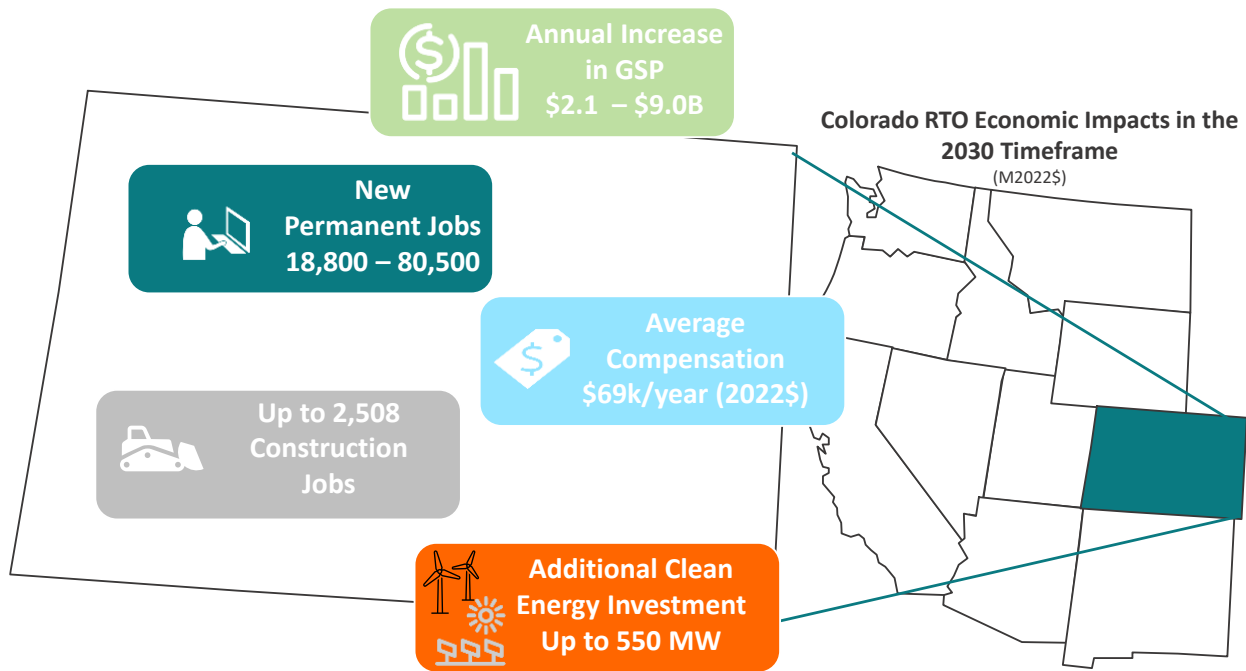 Annual Increase
in GSP
$2.1 – $9.0B
Colorado RTO Economic Impacts in the
2030 Timeframe
(M2022$)
New
Permanent Jobs
18,800 – 80,500
Average
Compensation
$69k/year (2022$)
Up to 2,508
Construction
Jobs
Additional Clean
Energy Investment
Up to 550 MW